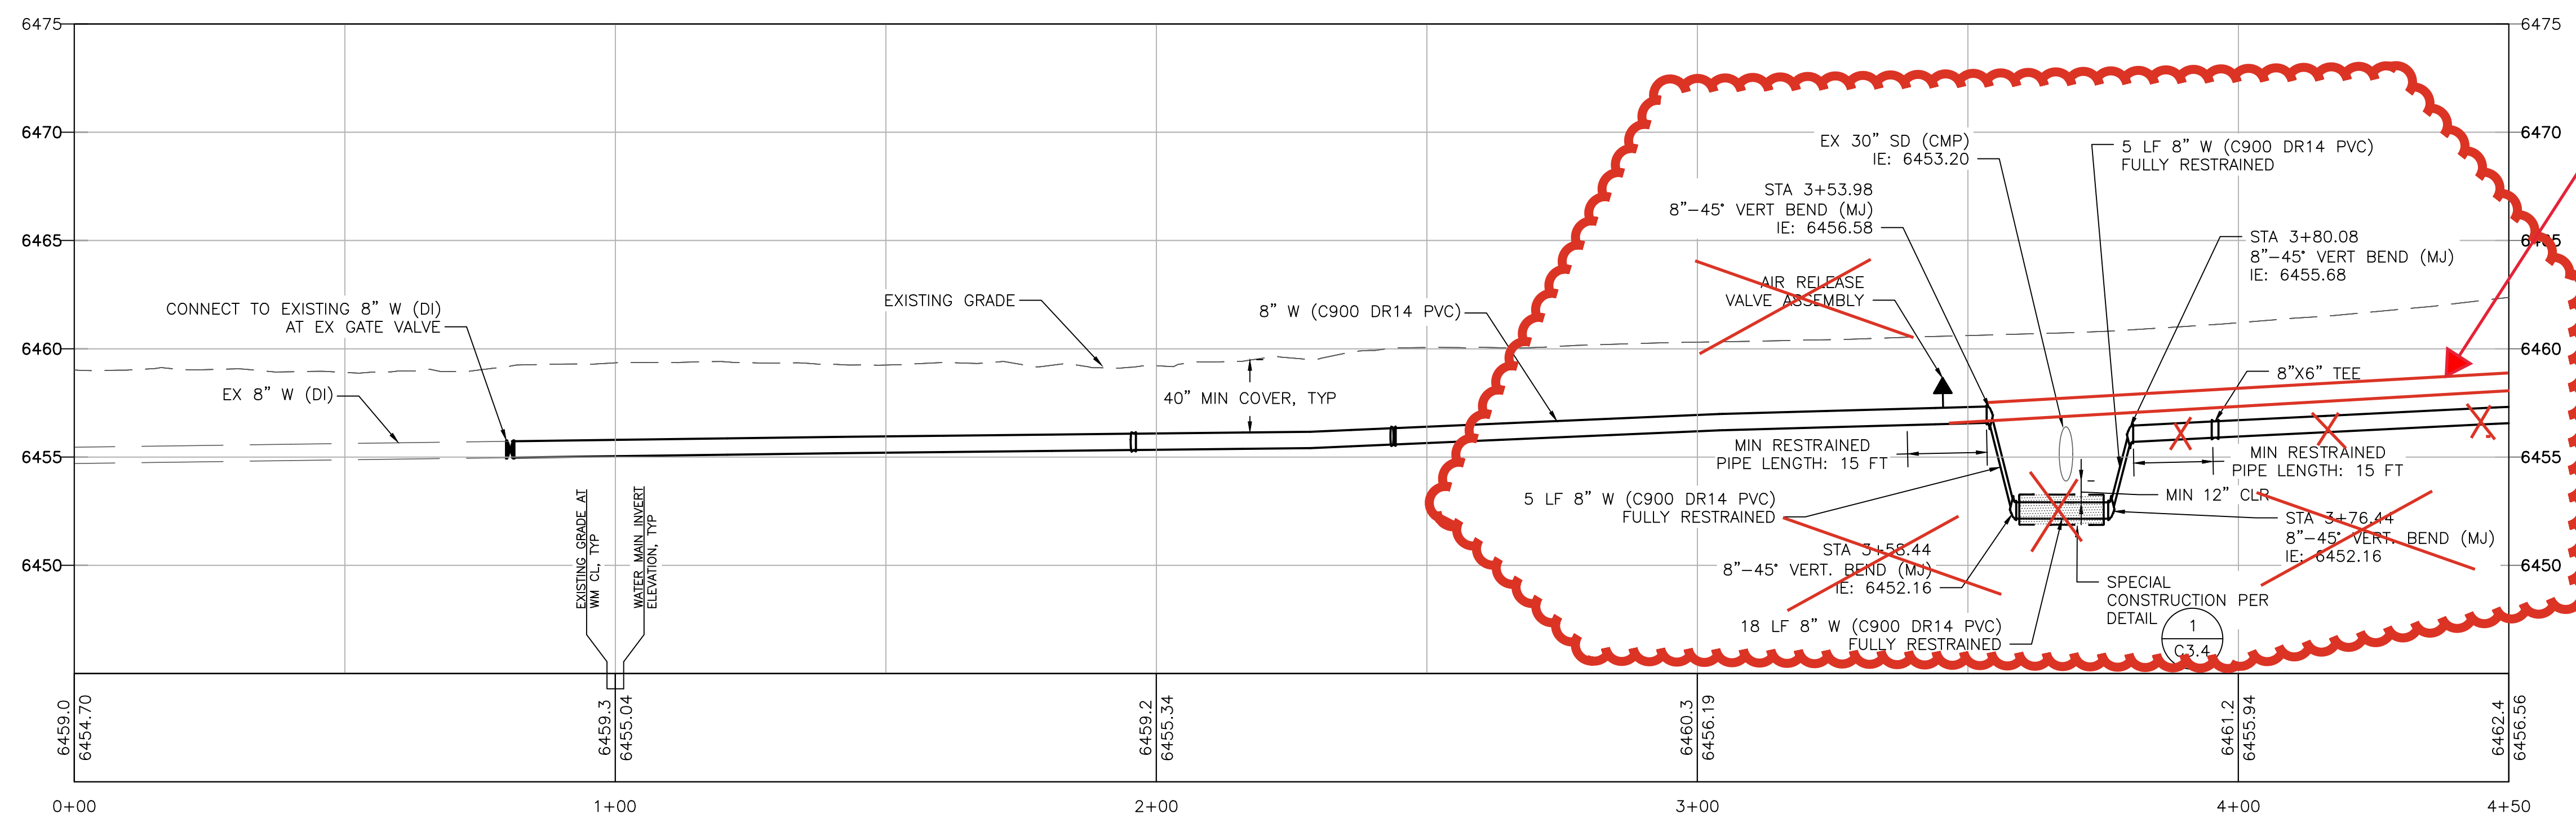 6475
6470
6465
6460
6455
6450
6475
6470
6465
6460
6455
6450
CONNECT TO EXISTING 8" W (DI)
AT EX GATE VALVE
EX 8" W (DI)
EXISTING GRADE
40" MIN COVER, TYP
8" W (C900 DR14 PVC)
EX 30" SD (CMP)
IE: 6453.20
STA 3+53.98
8"-45° VERT BEND (MJ)
IE: 6456.58
AIR RELEASE
VALVE ASSEMBLY
5 LF 8" W (C900 DR14 PVC)
FULLY RESTRAINED
STA 3+80.08
8"-45° VERT BEND (MJ)
IE: 6455.68
8"X6" TEE
MIN RESTRAINED
PIPE LENGTH: 15 FT
MIN RESTRAINED
PIPE LENGTH: 15 FT
MIN 12" CLR
5 LF 8" W (C900 DR14 PVC)
FULLY RESTRAINED
STA 3+58.44
8"-45° VERT. BEND (MJ)
IE: 6452.16
STA 3+76.44
8"-45° VERT. BEND (MJ)
IE: 6452.16
18 LF 8" W (C900 DR14 PVC)
FULLY RESTRAINED
SPECIAL
CONSTRUCTION PER
DETAIL
1
C3.4
EXISTING GRADE AT
WM CL, TYP
WATER MAIN INVERT
ELEVATION, TYP
6459.0
6454.70
6459.3
6455.04
6459.2
6455.34
6460.3
6456.19
6461.2
6455.94
6462.4
6456.56
0+00
1+00
2+00
3+00
4+00
4+50